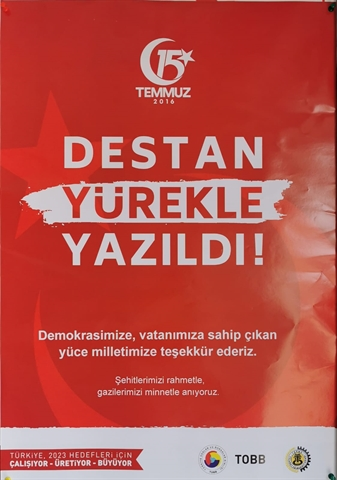 15
TEMMUZ
2016
DESTAN
YÜREKLE
YAZILDI!
Demokrasimize, vatanımıza sahip çıkan
yüce milletimize teşekkür ederiz.
Şehitlerimizi rahmetle,
gazilerimizi minnetle anıyoruz.
TÜRKİYE, 2023 HEDEFLERİ İÇİN
ÇALIŞIYOR - ÜRETİYOR - BÜYÜYOR
TOBB